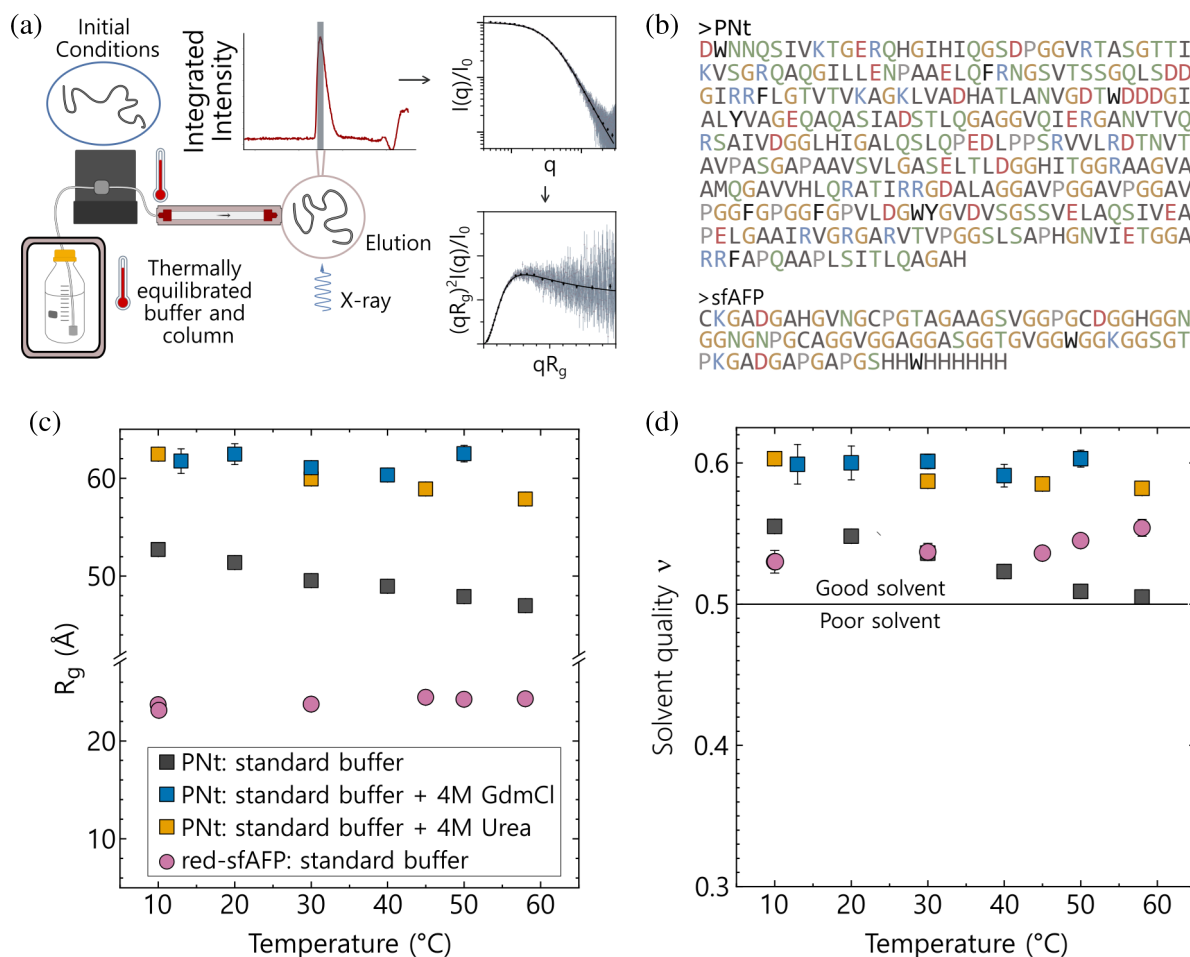 (a)
Initial
Conditions
Integrated
Intensity
I(q)/I0
q
Elution
X-ray
Thermally
equilibrated
buffer and
column
(qRg)²I(q)/I0
qRg
(b)
>PNt
DWNNQSIVKTGERQHGIHIQGSDPGGVRTASGTTI
KVSGRQAQGILLENPAAELQFRNGSVTSSGQLSDD
GIRRFLGTVTVKAGKLVADHATLANVGDTWDDDGI
ALYVAGEQAQASIADSTLQGAGGVQIERGANVTVQ
RSAIVDGGLHIGALQSLQPEDLPPSRVVLRDTNVT
AVPASGAPAAVSVLGASELTLDGGHITGGRAAGVA
AMQGAVVHLQRATIRRGDALAGGAVPGGAVPGGAV
PGGFGPGGFGPVLDGWYGVDVSGSSVELAQSIVEA
PELGAAIRVGRGARVTVPGGSLSAPHGNVIETGGA
RRFAPQAAPLSITLQAGAH
>sfAFP
CKGADGAHGVNGCPGTAGAAGSVGGPGCDGGHGGN
GGNGNPGCAGGVGGAGGASGGTGVGGWGGKGGSGT
PKGADGAPGAPGSHHWHHHHHH
(c)
Rg (Å)
60
50
20
10
10
20
30
40
50
60
Temperature (°C)
PNt: standard buffer
PNt: standard buffer + 4M GdmCl
PNt: standard buffer + 4M Urea
red-sfAFP: standard buffer
(d)
Solvent quality ν
0.6
0.5
0.4
0.3
Good solvent
Poor solvent
10
20
30
40
50
60
Temperature (°C)